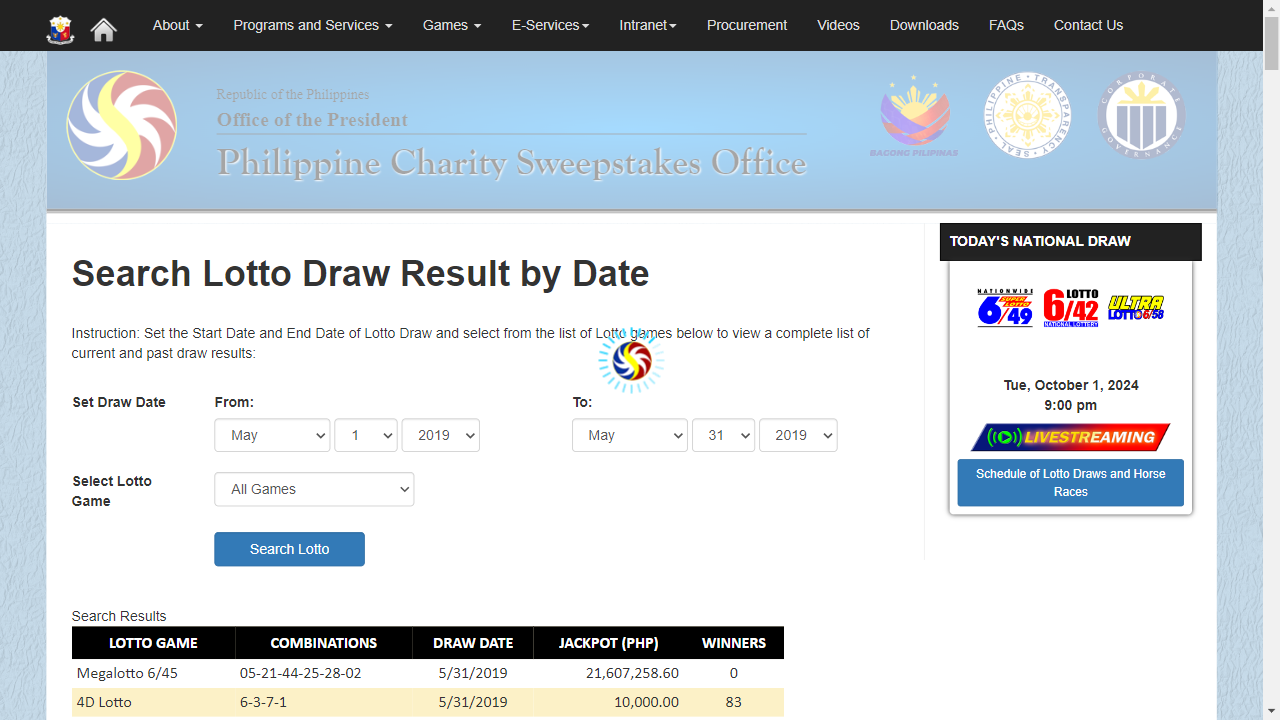 About Programs and Services Games E-Services Intranet Procurement Videos Downloads FAQs Contact Us
Republic of the Philippines
Office of the President
Philippine Charity Sweepstakes Office
BAGONG PILIPINAS
PHILIPPINE TRANSPARENCY SEAL
CORPORATE GOVERNANCE
Search Lotto Draw Result by Date
Instruction: Set the Start Date and End Date of Lotto Draw and select from the list of Lotto games below to view a complete list of
current and past draw results:
Set Draw Date From: To:
May 1 2019 May 31 2019
Select Lotto
Game
All Games
Search Lotto
Search Results
LOTTO GAME COMBINATIONS DRAW DATE JACKPOT (PHP) WINNERS
Megalotto 6/45 05-21-44-25-28-02 5/31/2019 21,607,258.60 0
4D Lotto 6-3-7-1 5/31/2019 10,000.00 83
TODAY'S NATIONAL DRAW
NATIONWIDE
SUPER
LOTTO
6/49
LOTTO
6/42
NATIONAL LOTTERY
ULTRA
LOTTO 6/58
Tue, October 1, 2024
9:00 pm
LIVESTREAMING
Schedule of Lotto Draws and Horse
Races